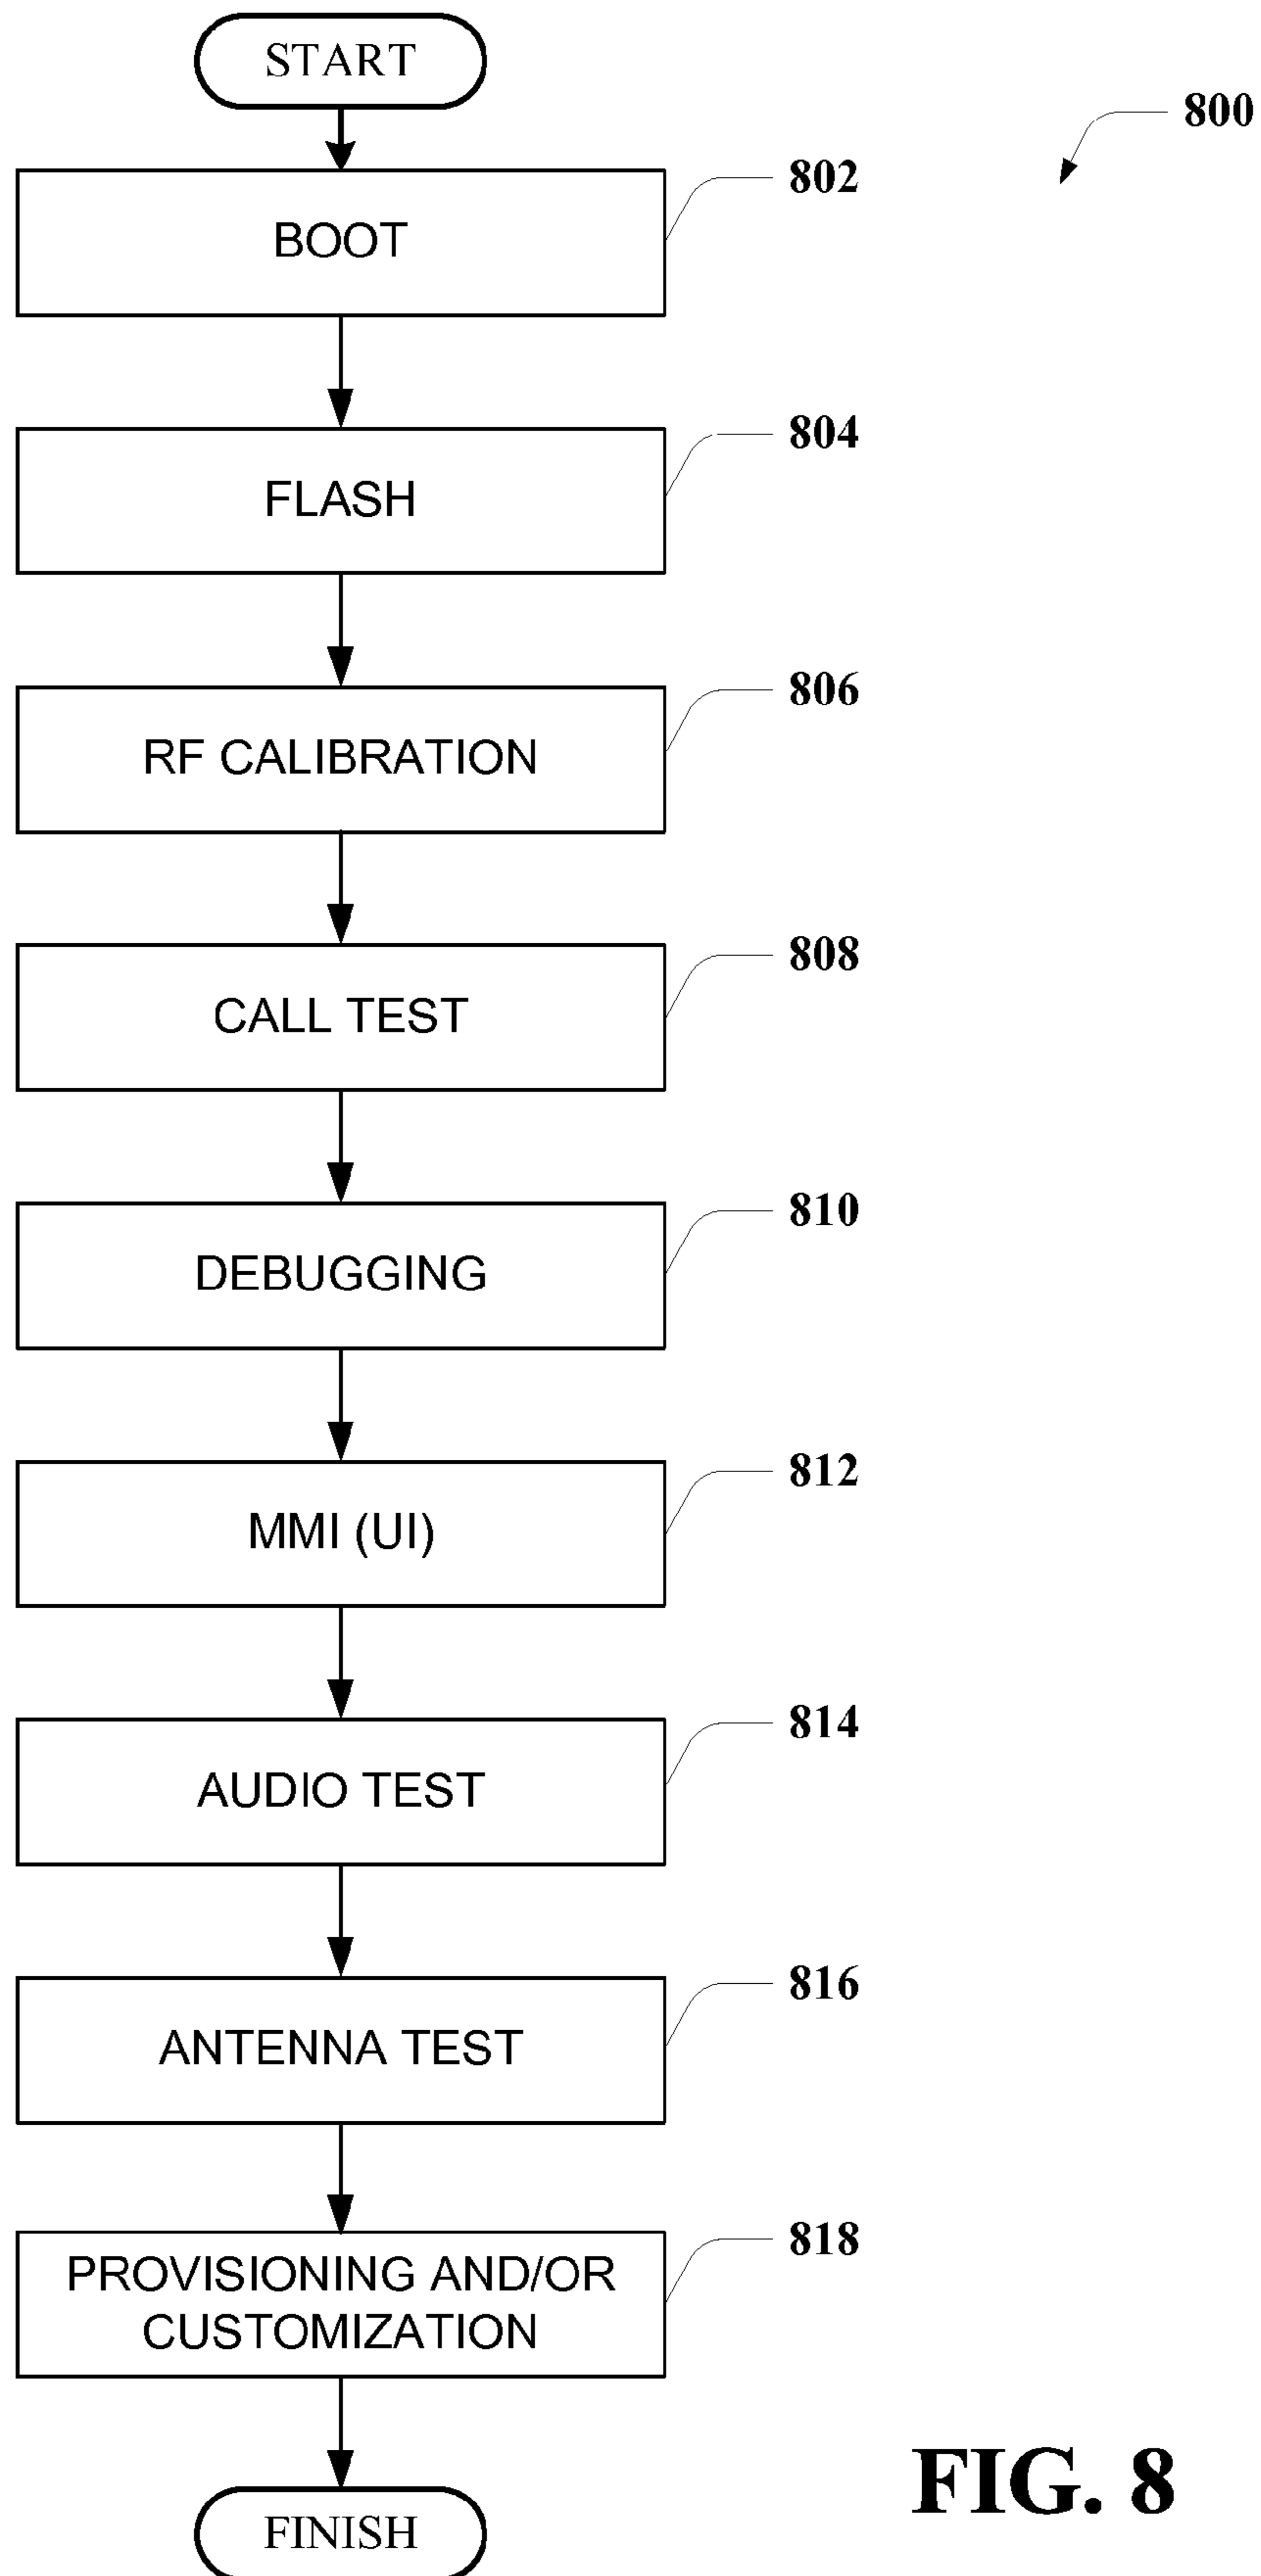 START
800
802
BOOT
804
FLASH
806
RF CALIBRATION
808
CALL TEST
810
DEBUGGING
812
MMI (UI)
814
AUDIO TEST
816
ANTENNA TEST
818
PROVISIONING AND/OR
CUSTOMIZATION
FINISH
FIG. 8